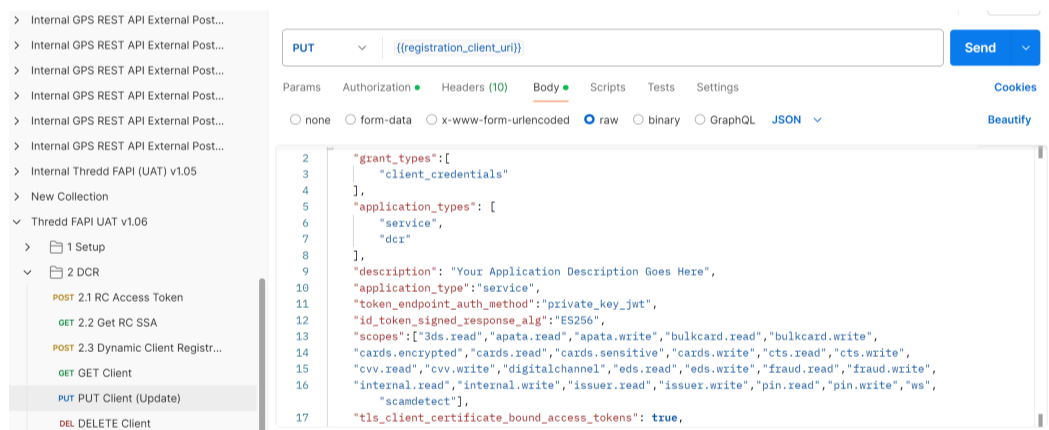 Internal GPS REST API External Post...
Internal GPS REST API External Post...
Internal GPS REST API External Post...
Internal GPS REST API External Post...
Internal GPS REST API External Post...
Internal GPS REST API External Post...
Internal Thredd FAPI (UAT) v1.05
New Collection
Thredd FAPI UAT v1.06
1 Setup
2 DCR
POST 2.1 RC Access Token
GET 2.2 Get RC SSA
POST 2.3 Dynamic Client Registr...
GET GET Client
PUT PUT Client (Update)
DEL DELETE Client
PUT {{registration_client_uri}} Send
Params Authorization Headers (10) Body Scripts Tests Settings Cookies
none form-data x-www-form-urlencoded raw binary GraphQL JSON Beautify
2 "grant_types":[
3 "client_credentials"
4 ],
5 "application_types": [
6 "service",
7 "dcr"
8 ],
9 "description": "Your Application Description Goes Here",
10 "application_type":"service",
11 "token_endpoint_auth_method":"private_key_jwt",
12 "id_token_signed_response_alg":"ES256",
13 "scopes":["3ds.read","apata.read","apata.write","bulkcard.read","bulkcard.write",
14 "cards.encrypted","cards.read","cards.sensitive","cards.write","cts.read","cts.write",
15 "cvv.read","cvv.write","digitalchannel","eds.read","eds.write","fraud.read","fraud.write",
16 "internal.read","internal.write","issuer.read","issuer.write","pin.read","pin.write","ws",
"scamdetect"],
17 "tls_client_certificate_bound_access_tokens": true,